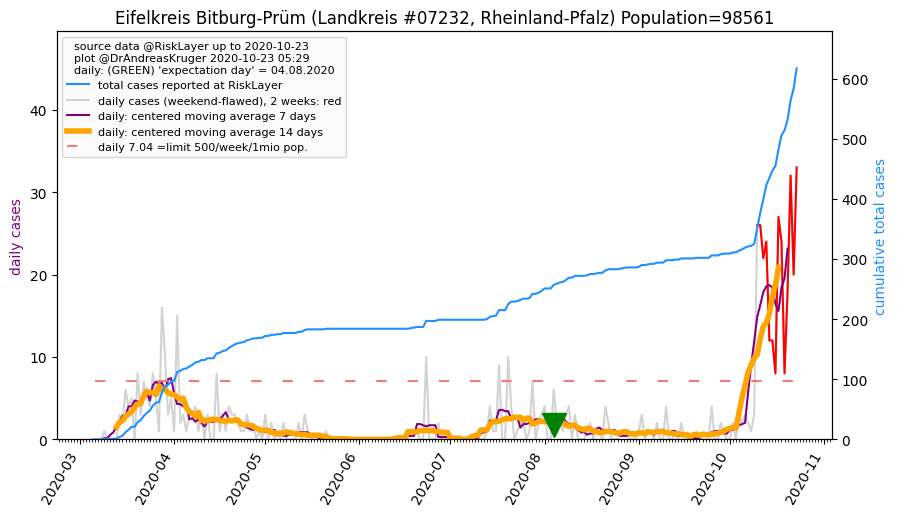 Eifelkreis Bitburg-Prüm (Landkreis #07232, Rheinland-Pfalz) Population=98561
source data @RiskLayer up to 2020-10-23
plot @DrAndreasKruger 2020-10-23 05:29
daily: (GREEN) 'expectation day' = 04.08.2020
total cases reported at RiskLayer
daily cases (weekend-flawed), 2 weeks: red
daily: centered moving average 7 days
daily: centered moving average 14 days
daily 7.04 =limit 500/week/1mio pop.
daily cases
40
30
20
10
0
cumulative total cases
600
500
400
300
200
100
0
2020-03
2020-04
2020-05
2020-06
2020-07
2020-08
2020-09
2020-10
2020-11